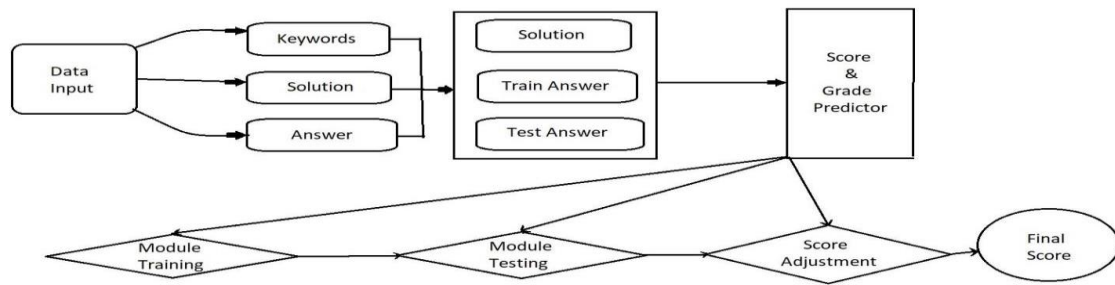 Data
Input
Keywords
Solution
Answer
Solution
Train Answer
Test Answer
Score
&
Grade
Predictor
Module
Training
Module
Testing
Score
Adjustment
Final
Score